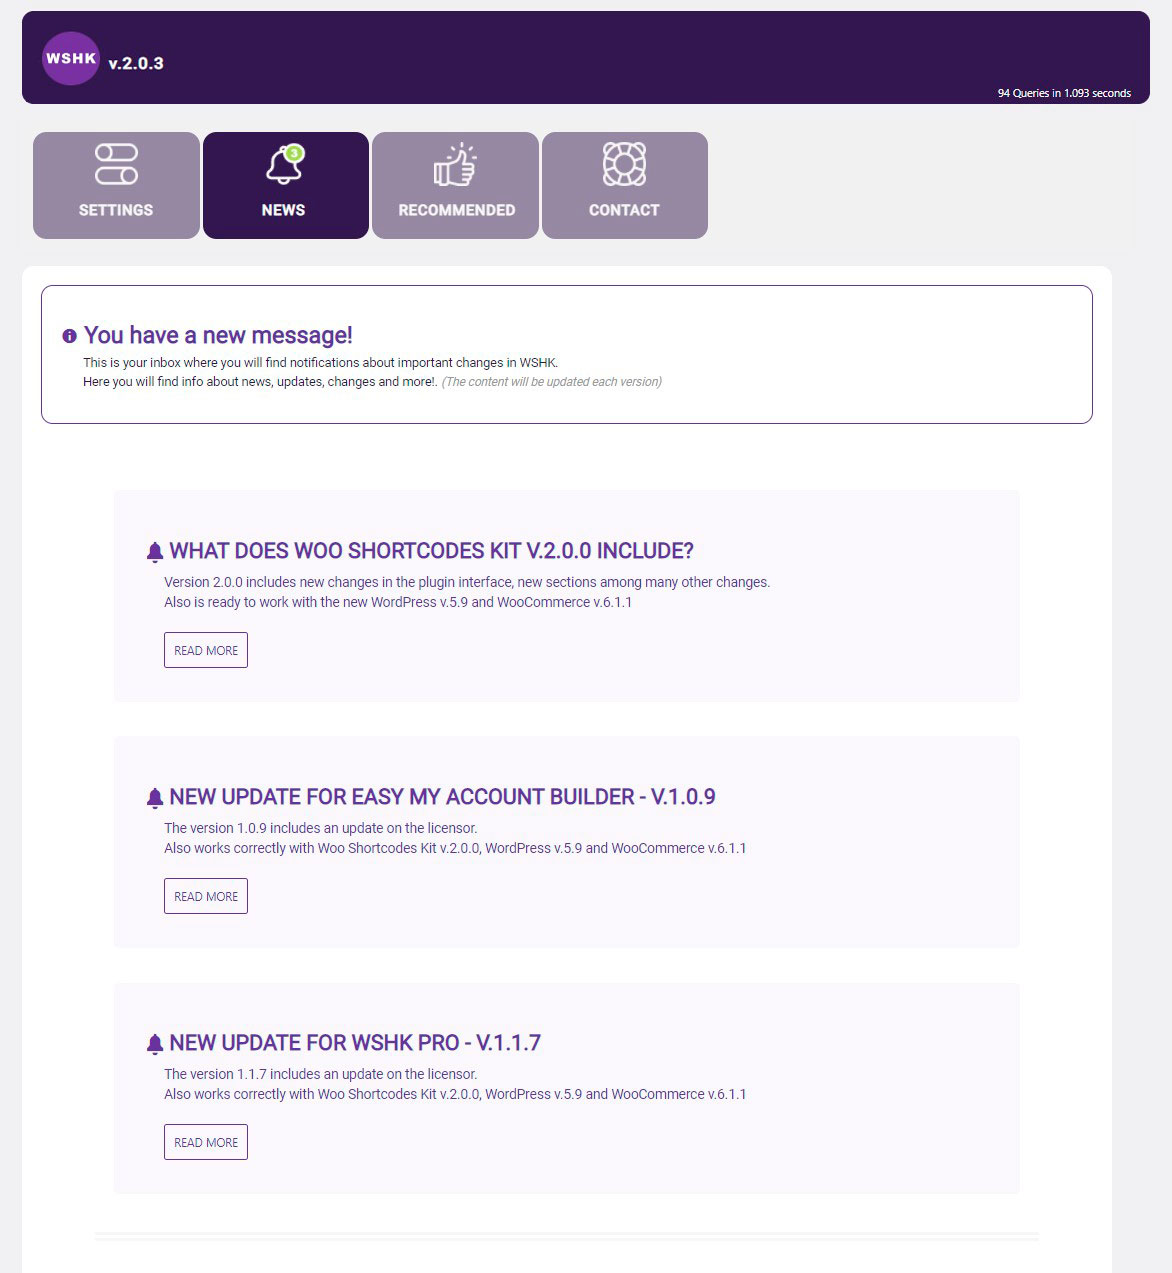 WSHK v.2.0.3
94 Queries in 1.093 seconds
SETTINGS
3
NEWS
RECOMMENDED
CONTACT
You have a new message!
This is your inbox where you will find notifications about important changes in WSHK.
Here you will find info about news, updates, changes and more!. (The content will be updated each version)
WHAT DOES WOO SHORTCODES KIT V.2.0.0 INCLUDE?
Version 2.0.0 includes new changes in the plugin interface, new sections among many other changes.
Also is ready to work with the new WordPress v.5.9 and WooCommerce v.6.1.1
READ MORE
NEW UPDATE FOR EASY MY ACCOUNT BUILDER - V.1.0.9
The version 1.0.9 includes an update on the licensor.
Also works correctly with Woo Shortcodes Kit v.2.0.0, WordPress v.5.9 and WooCommerce v.6.1.1
READ MORE
NEW UPDATE FOR WSHK PRO - V.1.1.7
The version 1.1.7 includes an update on the licensor.
Also works correctly with Woo Shortcodes Kit v.2.0.0, WordPress v.5.9 and WooCommerce v.6.1.1
READ MORE